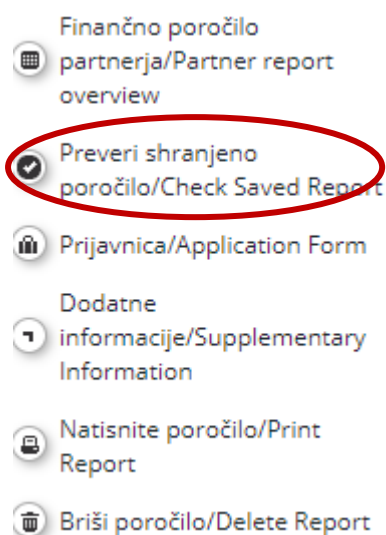 Finančno poročilo
partnerja/Partner report
overview
Preveri shranjeno
poročilo/Check Saved Report
Prijavnica/Application Form
Dodatne
informacije/Supplementary
Information
Natisnite poročilo/Print
Report
Briši poročilo/Delete Report